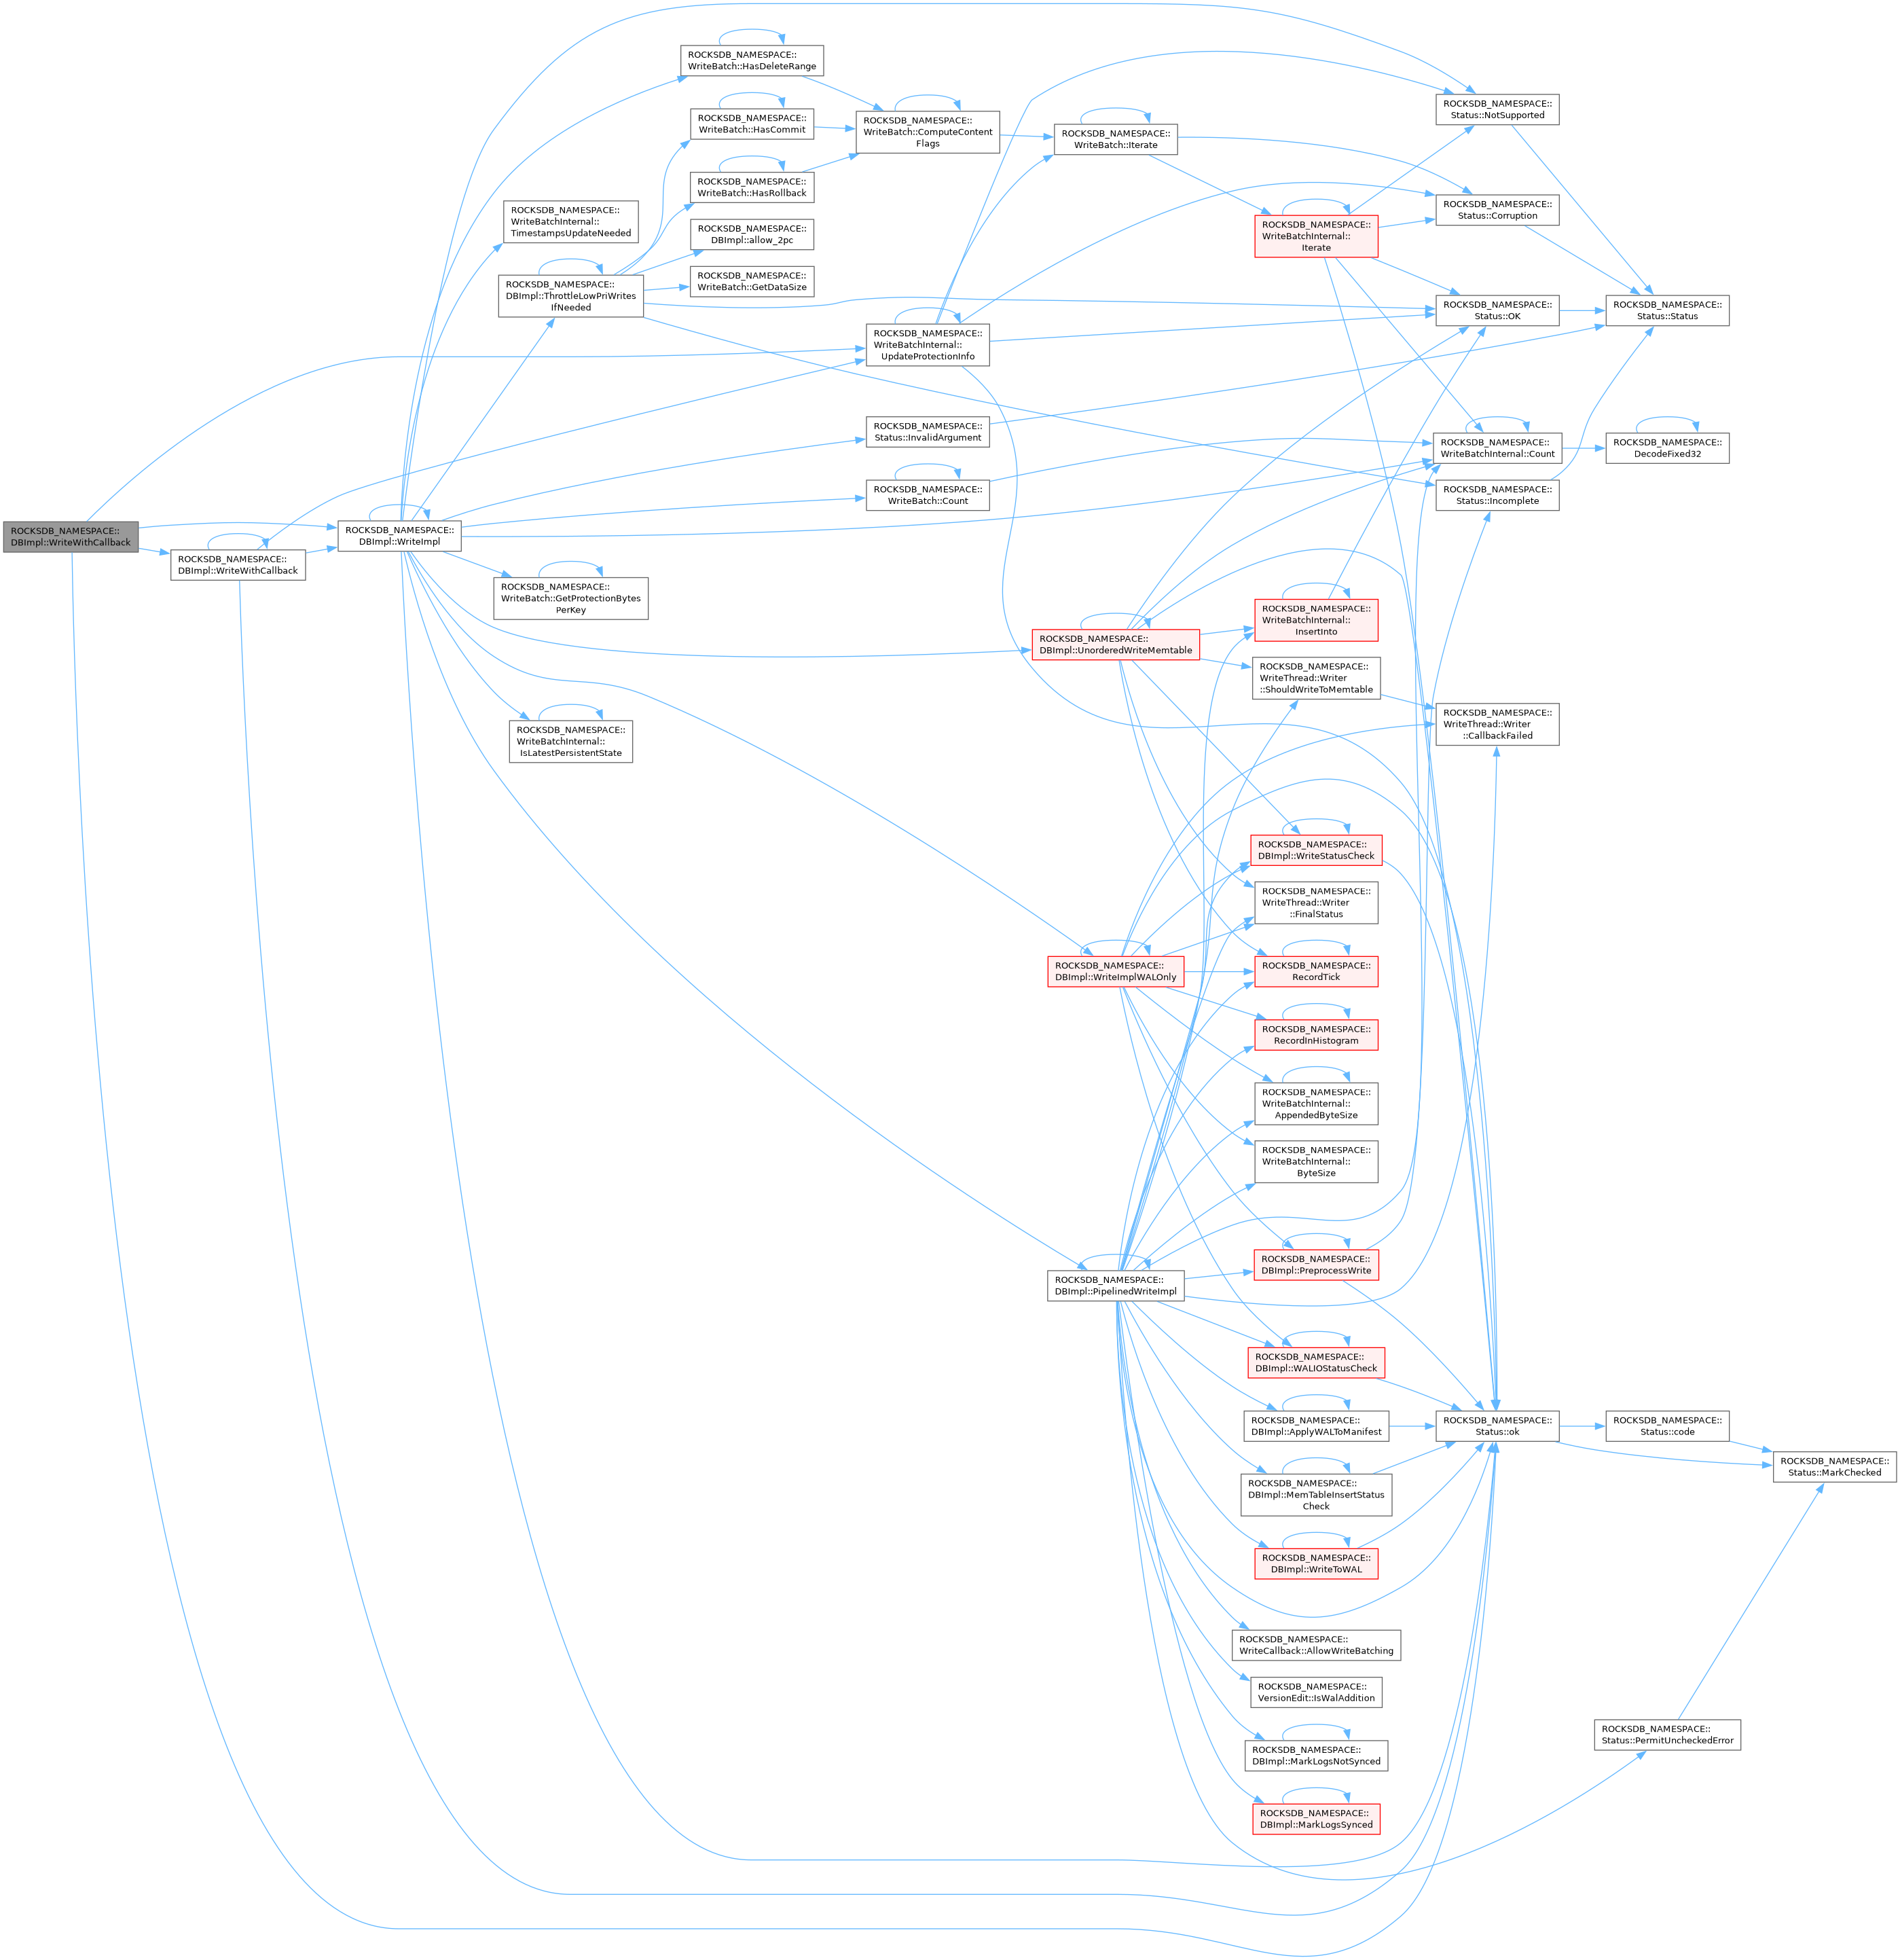 ROCKSDB_NAMESPACE::
DBImpl::WriteWithCallback
ROCKSDB_NAMESPACE::
DBImpl::WriteWithCallback
ROCKSDB_NAMESPACE::
DBImpl::WriteImpl
ROCKSDB_NAMESPACE::
WriteBatchInternal::
TimestampsUpdateNeeded
ROCKSDB_NAMESPACE::
DBImpl::ThrottleLowPriWrites
IfNeeded
ROCKSDB_NAMESPACE::
WriteBatch::GetProtectionBytes
PerKey
ROCKSDB_NAMESPACE::
WriteBatchInternal::
IsLatestPersistentState
ROCKSDB_NAMESPACE::
WriteBatch::HasDeleteRange
ROCKSDB_NAMESPACE::
WriteBatch::HasCommit
ROCKSDB_NAMESPACE::
WriteBatch::HasRollback
ROCKSDB_NAMESPACE::
DBImpl::allow_2pc
ROCKSDB_NAMESPACE::
WriteBatch::GetDataSize
ROCKSDB_NAMESPACE::
WriteBatch::ComputeContent
Flags
ROCKSDB_NAMESPACE::
WriteBatchInternal::
UpdateProtectionInfo
ROCKSDB_NAMESPACE::
Status::InvalidArgument
ROCKSDB_NAMESPACE::
WriteBatch::Count
ROCKSDB_NAMESPACE::
WriteBatch::Iterate
ROCKSDB_NAMESPACE::
DBImpl::UnorderedWriteMemtable
ROCKSDB_NAMESPACE::
DBImpl::WriteImplWALOnly
ROCKSDB_NAMESPACE::
DBImpl::PipelinedWriteImpl
ROCKSDB_NAMESPACE::
WriteBatchInternal::
Iterate
ROCKSDB_NAMESPACE::
WriteBatchInternal::
InsertInto
ROCKSDB_NAMESPACE::
WriteThread::Writer
::ShouldWriteToMemtable
ROCKSDB_NAMESPACE::
DBImpl::WriteStatusCheck
ROCKSDB_NAMESPACE::
WriteThread::Writer
::FinalStatus
ROCKSDB_NAMESPACE::
RecordTick
ROCKSDB_NAMESPACE::
RecordInHistogram
ROCKSDB_NAMESPACE::
WriteBatchInternal::
AppendedByteSize
ROCKSDB_NAMESPACE::
WriteBatchInternal::
ByteSize
ROCKSDB_NAMESPACE::
DBImpl::PreprocessWrite
ROCKSDB_NAMESPACE::
DBImpl::WALIOStatusCheck
ROCKSDB_NAMESPACE::
DBImpl::ApplyWALToManifest
ROCKSDB_NAMESPACE::
DBImpl::MemTableInsertStatus
Check
ROCKSDB_NAMESPACE::
DBImpl::WriteToWAL
ROCKSDB_NAMESPACE::
WriteCallback::AllowWriteBatching
ROCKSDB_NAMESPACE::
VersionEdit::IsWalAddition
ROCKSDB_NAMESPACE::
DBImpl::MarkLogsNotSynced
ROCKSDB_NAMESPACE::
DBImpl::MarkLogsSynced
ROCKSDB_NAMESPACE::
Status::NotSupported
ROCKSDB_NAMESPACE::
Status::Corruption
ROCKSDB_NAMESPACE::
Status::OK
ROCKSDB_NAMESPACE::
WriteBatchInternal::Count
ROCKSDB_NAMESPACE::
Status::Incomplete
ROCKSDB_NAMESPACE::
WriteThread::Writer
::CallbackFailed
ROCKSDB_NAMESPACE::
Status::ok
ROCKSDB_NAMESPACE::
Status::Status
ROCKSDB_NAMESPACE::
DecodeFixed32
ROCKSDB_NAMESPACE::
Status::code
ROCKSDB_NAMESPACE::
Status::PermitUncheckedError
ROCKSDB_NAMESPACE::
Status::MarkChecked